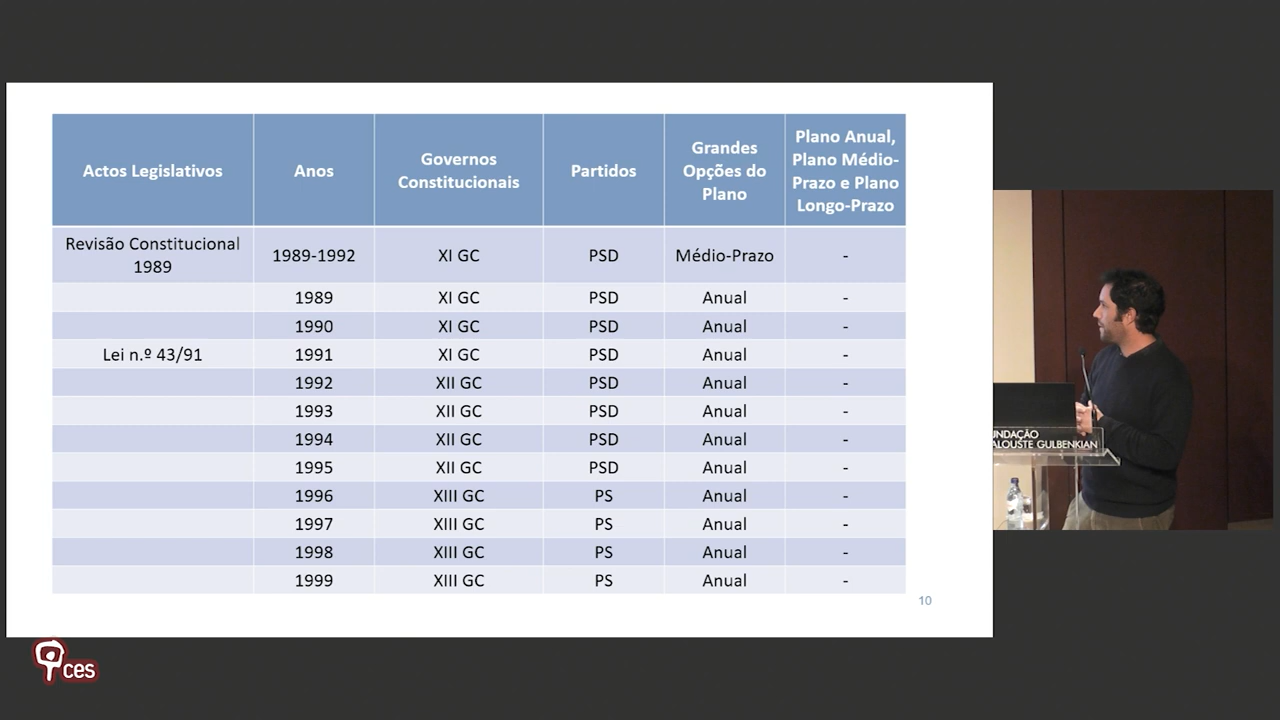 Actos Legislativos
Anos
Governos
Constitucionais
Partidos
Grandes
Opções do
Plano
Plano Anual,
Plano Médio-
Prazo e Plano
Longo-Prazo
Revisão Constitucional
1989
1989-1992
XI GC
PSD
Médio-Prazo
-
1989
XI GC
PSD
Anual
-
1990
XI GC
PSD
Anual
-
Lei n.º 43/91
1991
XI GC
PSD
Anual
-
1992
XII GC
PSD
Anual
-
1993
XII GC
PSD
Anual
-
1994
XII GC
PSD
Anual
-
1995
XII GC
PSD
Anual
-
1996
XIII GC
PS
Anual
-
1997
XIII GC
PS
Anual
-
1998
XIII GC
PS
Anual
-
1999
XIII GC
PS
Anual
-
10
UNDAÇÃO
ALOUSTE GULBENKIAN
ces